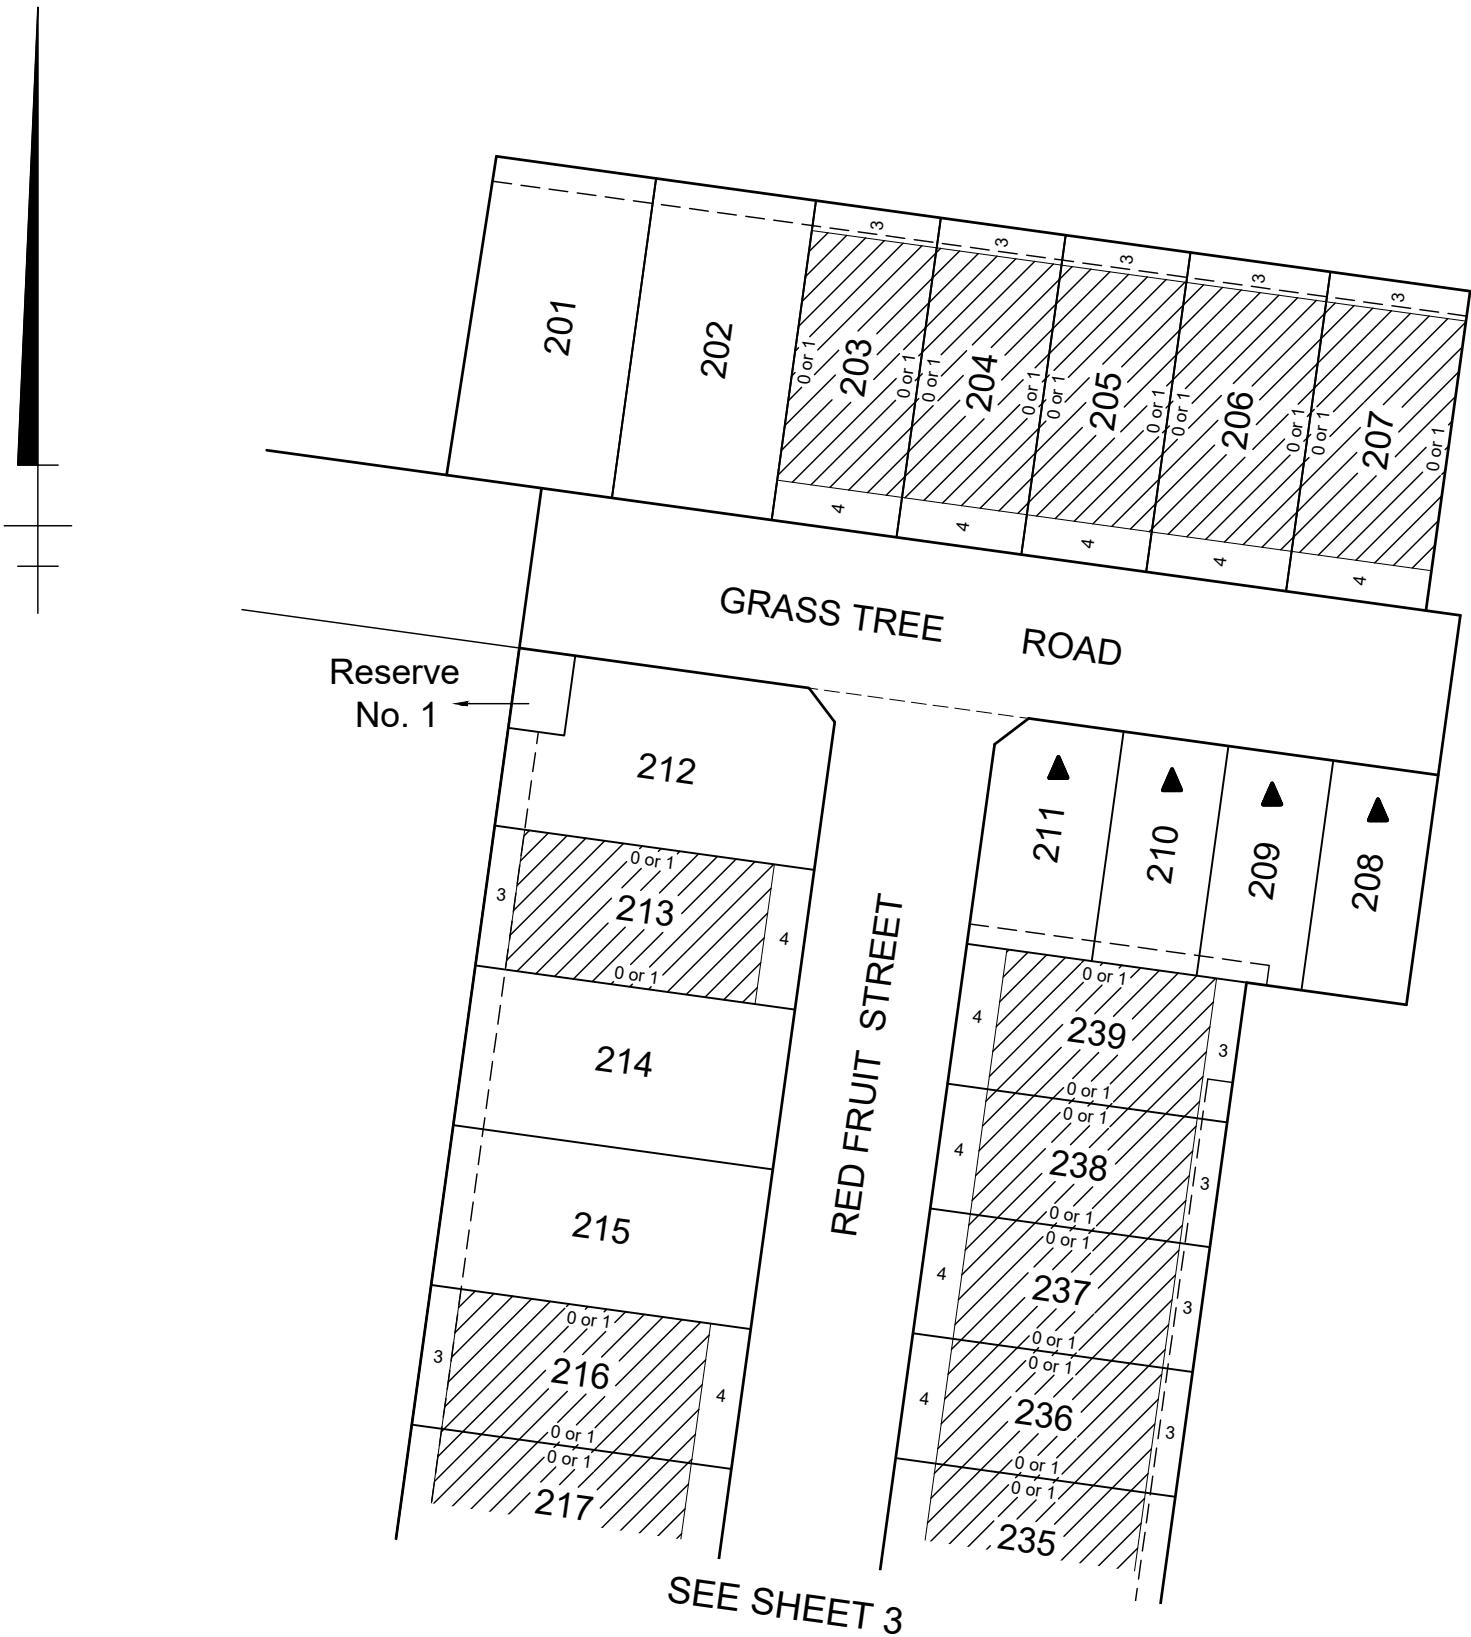 3
3
3
3
3
201
202
0 or 1
203
0 or 1
0 or 1
204
0 or 1
0 or 1
205
0 or 1
0 or 1
206
0 or 1
0 or 1
207
0 or 1
4
4
4
4
4
GRASS TREE ROAD
Reserve
No. 1
212
211
210
209
208
0 or 1
3
213
4
0 or 1
214
215
0 or 1
3
216
4
0 or 1
0 or 1
217
RED FRUIT STREET
0 or 1
4
239
3
0 or 1
0 or 1
4
238
3
0 or 1
0 or 1
4
237
3
0 or 1
0 or 1
4
236
3
0 or 1
0 or 1
235
SEE SHEET 3